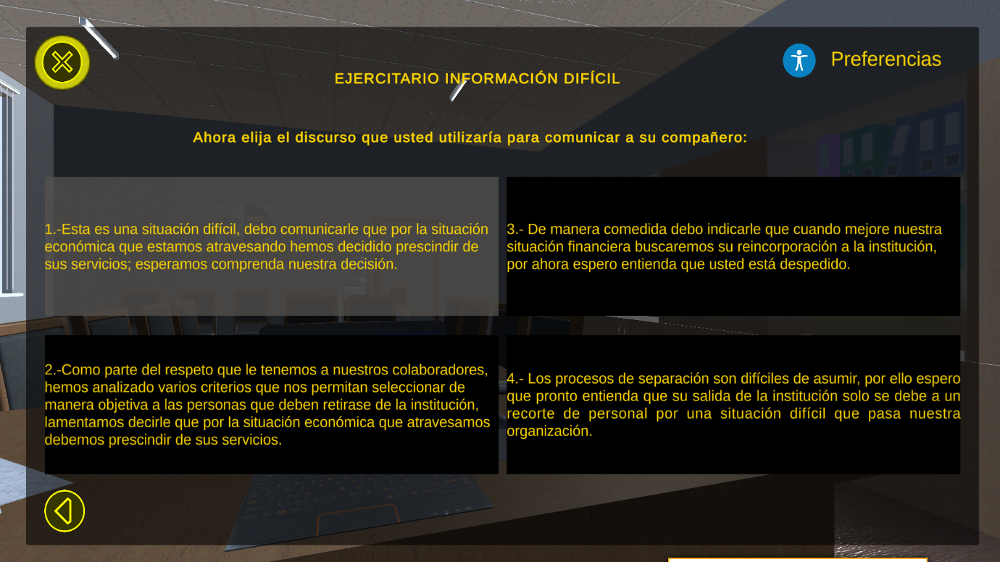 Preferencias
EJERCITARIO INFORMACIÓN DIFÍCIL
Ahora elija el discurso que usted utilizaría para comunicar a su compañero:
1.-Esta es una situación difícil, debo comunicarle que por la situación
económica que estamos atravesando hemos decidido prescindir de
sus servicios; esperamos comprenda nuestra decisión.
2.-Como parte del respeto que le tenemos a nuestros colaboradores,
hemos analizado varios criterios que nos permitan seleccionar de
manera objetiva a las personas que deben retirase de la institución,
lamentamos decirle que por la situación económica que atravesamos
debemos prescindir de sus servicios.
3.- De manera comedida debo indicarle que cuando mejore nuestra
situación financiera buscaremos su reincorporación a la institución,
por ahora espero entienda que usted está despedido.
4.- Los procesos de separación son difíciles de asumir, por ello espero
que pronto entienda que su salida de la institución solo se debe a un
recorte de personal por una situación difícil que pasa nuestra
organización.